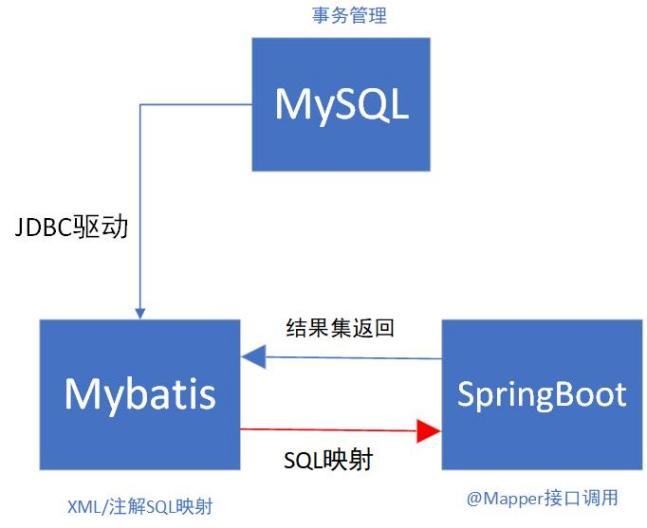 事务管理
MySQL
JDBC驱动
结果集返回
Mybatis
SpringBoot
SQL映射
XML/注解SQL映射
@Mapper接口调用